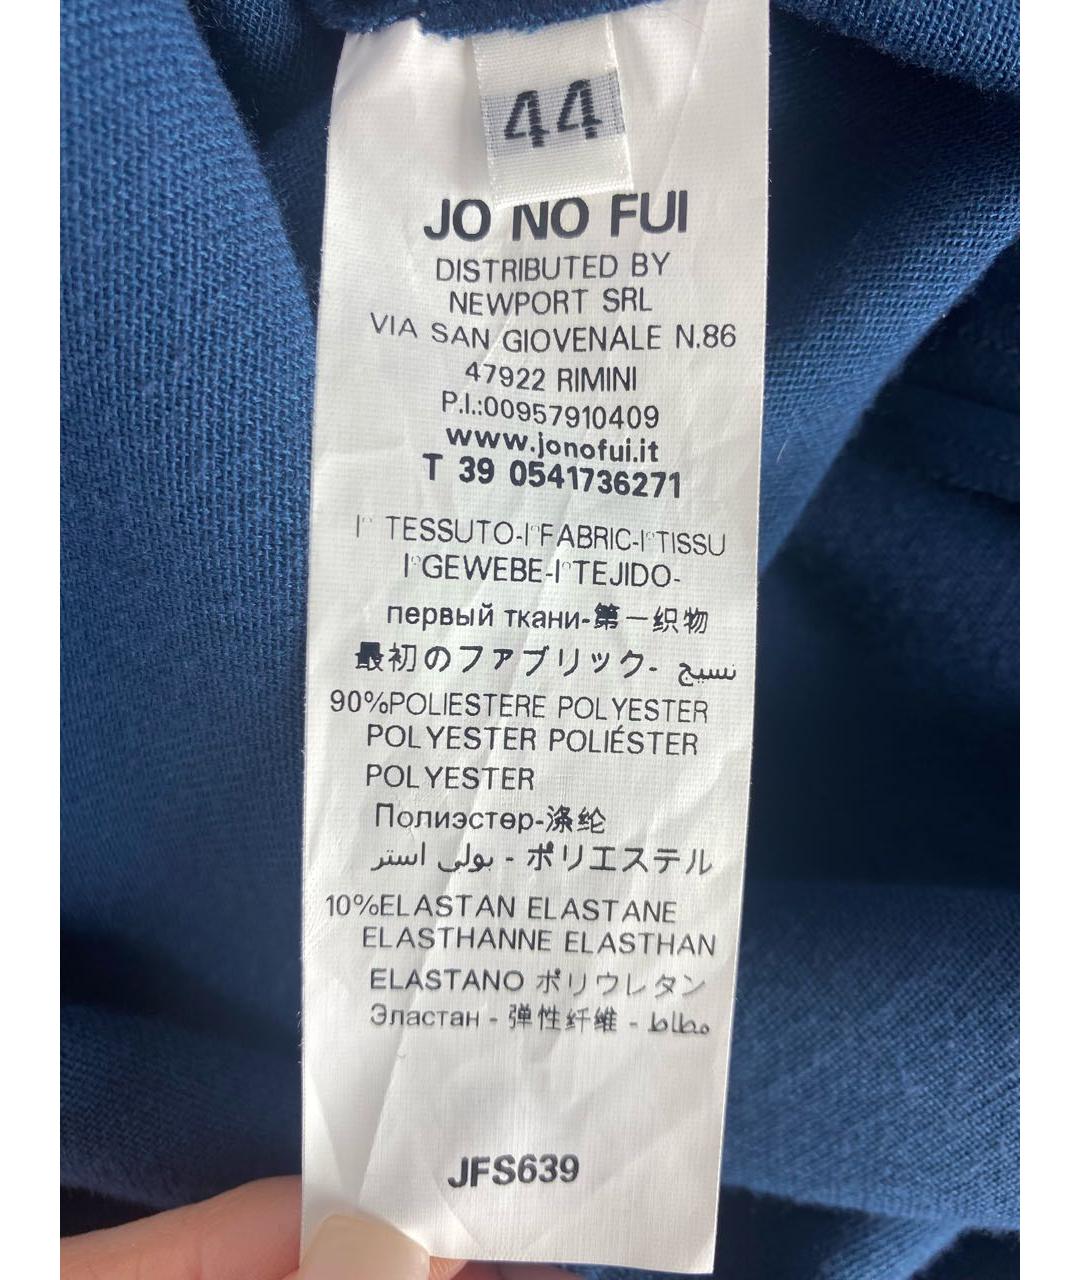 44
JO NO FUI
DISTRIBUTED BY
NEWPORT SRL
VIA SAN GIOVENALE N.86
47922 RIMINI
P.I.:00957910409
www.jonofui.it
T 39 0541736271
I° TESSUTO-I°FABRIC-I°TISSU
I°GEWEBE-I°TEJIDO-
первый ткани-第一织物
最初のファブリック- نسيج
90%POLIESTERE POLYESTER
POLYESTER POLIÉSTER
POLYESTER
Полиэстер-涤纶
بولی استر - ポリエステル
10%ELASTAN ELASTANE
ELASTHANNE ELASTHAN
ELASTANO ポリウレタン
Эластан - 弹性纤维 - مطاط
JFS639